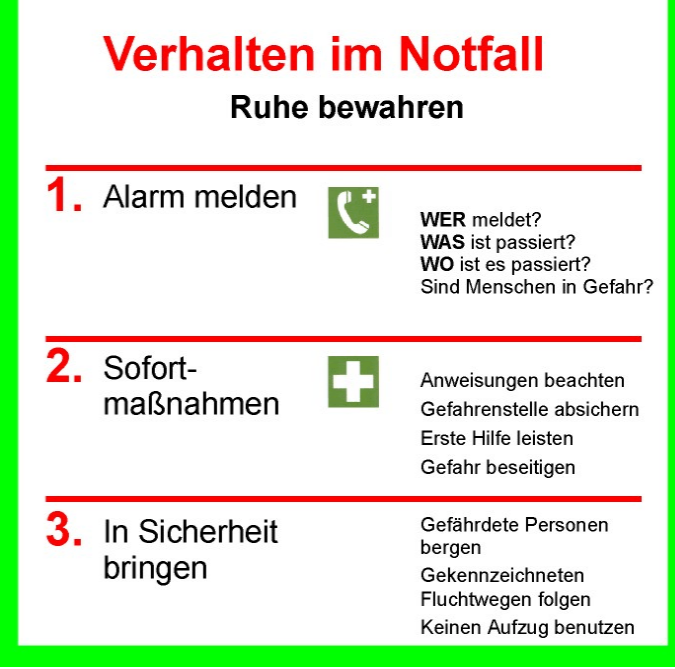 Verhalten im Notfall
Ruhe bewahren
1. Alarm melden
WER meldet?
WAS ist passiert?
WO ist es passiert?
Sind Menschen in Gefahr?
2. Sofort-
maßnahmen
Anweisungen beachten
Gefahrenstelle absichern
Erste Hilfe leisten
Gefahr beseitigen
3. In Sicherheit
bringen
Gefährdete Personen
bergen
Gekennzeichneten
Fluchtwegen folgen
Keinen Aufzug benutzen